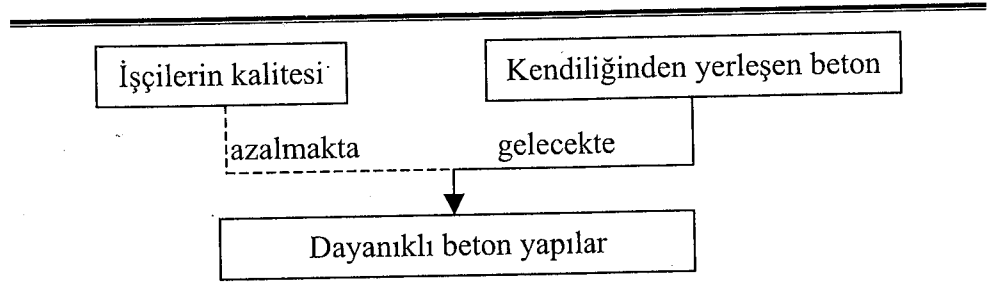 İşçilerin kalitesi
Kendiliğinden yerleşen beton
azalmakta
gelecekte
Dayanıklı beton yapılar